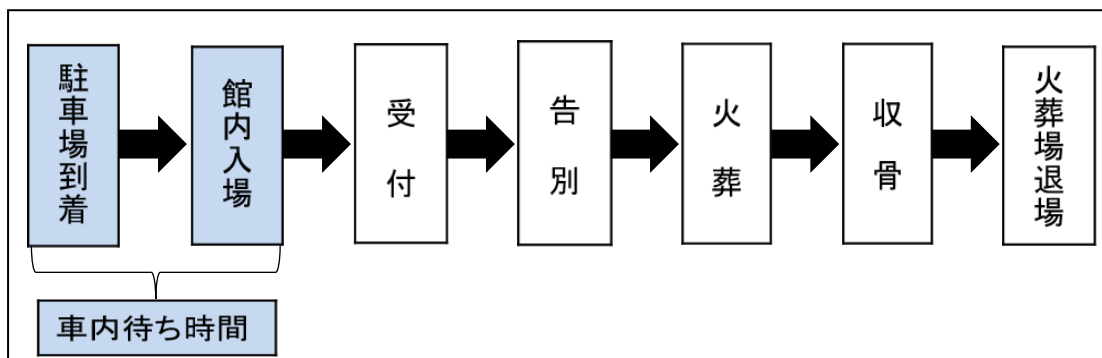 駐車場到着
館内入場
受付
告別
火葬
収骨
火葬場退場
車内待ち時間